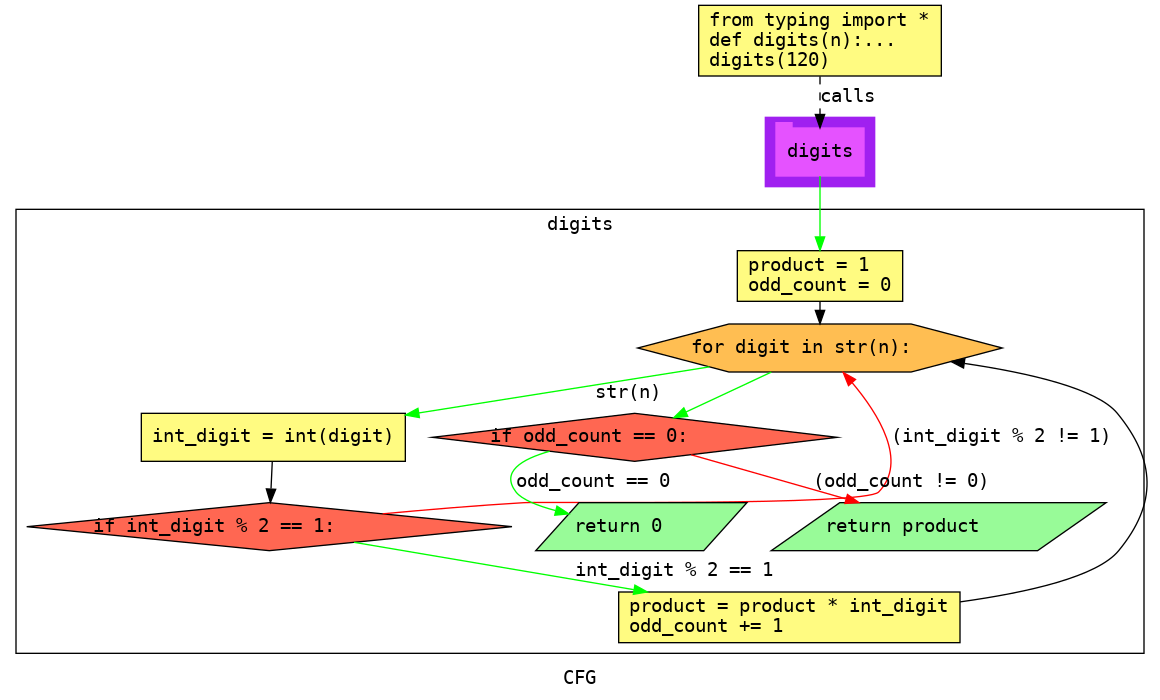 from typing import *
def digits(n):...
digits(120)
calls
digits
digits
product = 1
odd_count = 0
for digit in str(n):
str(n)
int_digit = int(digit)
if odd_count == 0:
(int_digit % 2 != 1)
odd_count == 0
(odd_count != 0)
if int_digit % 2 == 1:
return 0
return product
int_digit % 2 == 1
product = product * int_digit
odd_count += 1
CFG